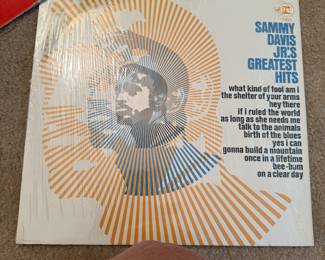 SAMMY
DAVIS
JR:S
GREATEST
HITS
what kind of fool am i
the shelter of your arms
hey there
if i ruled the world
as long as she needs me
talk to the animals
birth of the blues
yes i can
gonna build a mountain
once in a lifetime
bee-bum
on a clear day